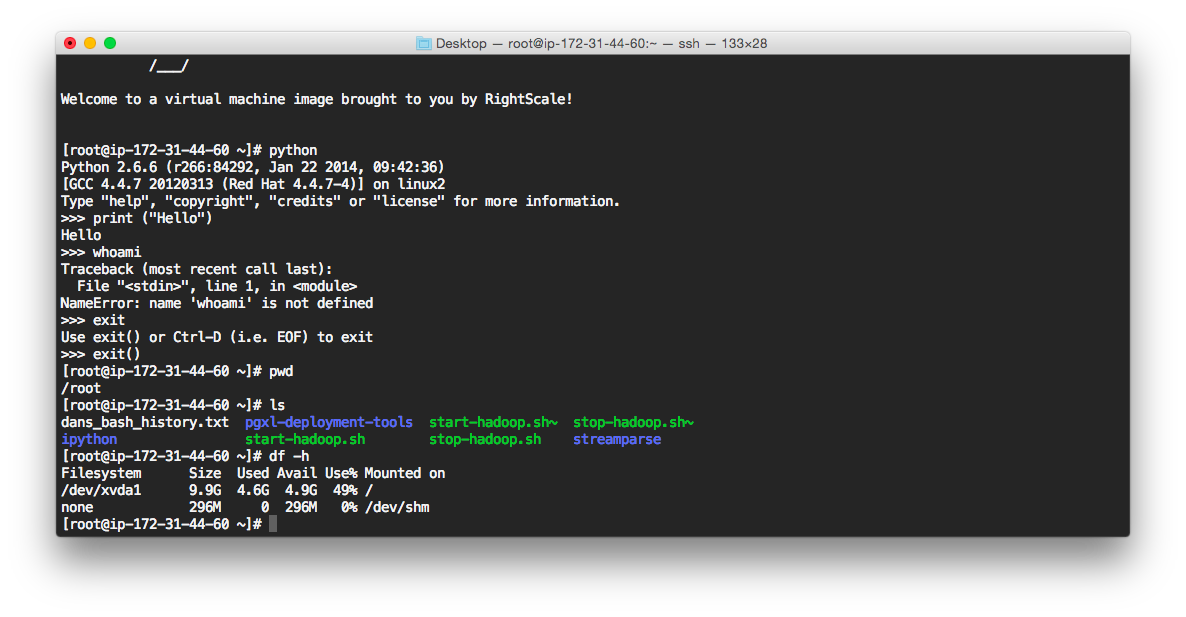 Desktop — root@ip-172-31-44-60:~ — ssh — 133×28
/___/
Welcome to a virtual machine image brought to you by RightScale!
[root@ip-172-31-44-60 ~]# python
Python 2.6.6 (r266:84292, Jan 22 2014, 09:42:36)
[GCC 4.4.7 20120313 (Red Hat 4.4.7-4)] on linux2
Type "help", "copyright", "credits" or "license" for more information.
>>> print ("Hello")
Hello
>>> whoami
Traceback (most recent call last):
  File "<stdin>", line 1, in <module>
NameError: name 'whoami' is not defined
>>> exit
Use exit() or Ctrl-D (i.e. EOF) to exit
>>> exit()
[root@ip-172-31-44-60 ~]# pwd
/root
[root@ip-172-31-44-60 ~]# ls
dans_bash_history.txt  pgxl-deployment-tools  start-hadoop.sh~  stop-hadoop.sh~
ipython                start-hadoop.sh        stop-hadoop.sh    streamparse
[root@ip-172-31-44-60 ~]# df -h
Filesystem      Size  Used Avail Use% Mounted on
/dev/xvda1      9.9G  4.6G  4.9G  49% /
none            296M     0  296M   0% /dev/shm
[root@ip-172-31-44-60 ~]#